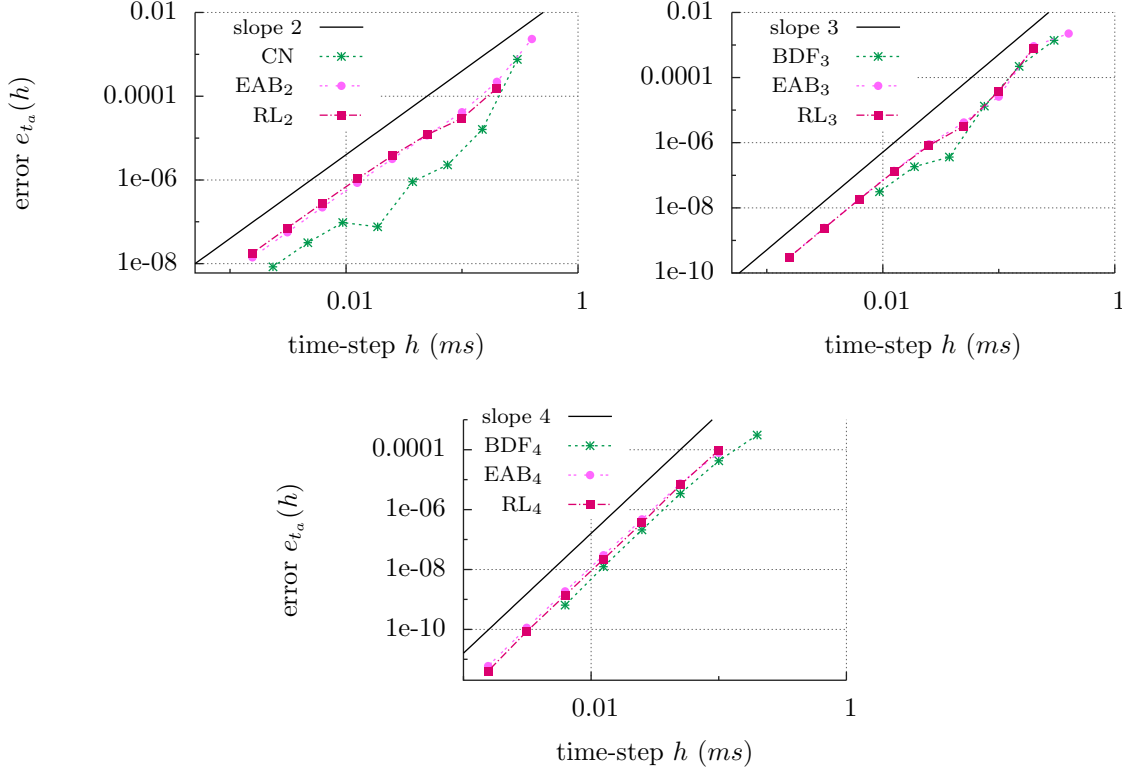 0.01
slope 2
CN
EAB₂
RL₂
0.0001
1e-06
1e-08
0.01
1
error e_{t_a}(h)
time-step h (ms)
0.01
slope 3
BDF₃
EAB₃
RL₃
0.0001
1e-06
1e-08
1e-10
0.01
1
time-step h (ms)
slope 4
BDF₄
EAB₄
RL₄
0.0001
1e-06
1e-08
1e-10
0.01
1
error e_{t_a}(h)
time-step h (ms)